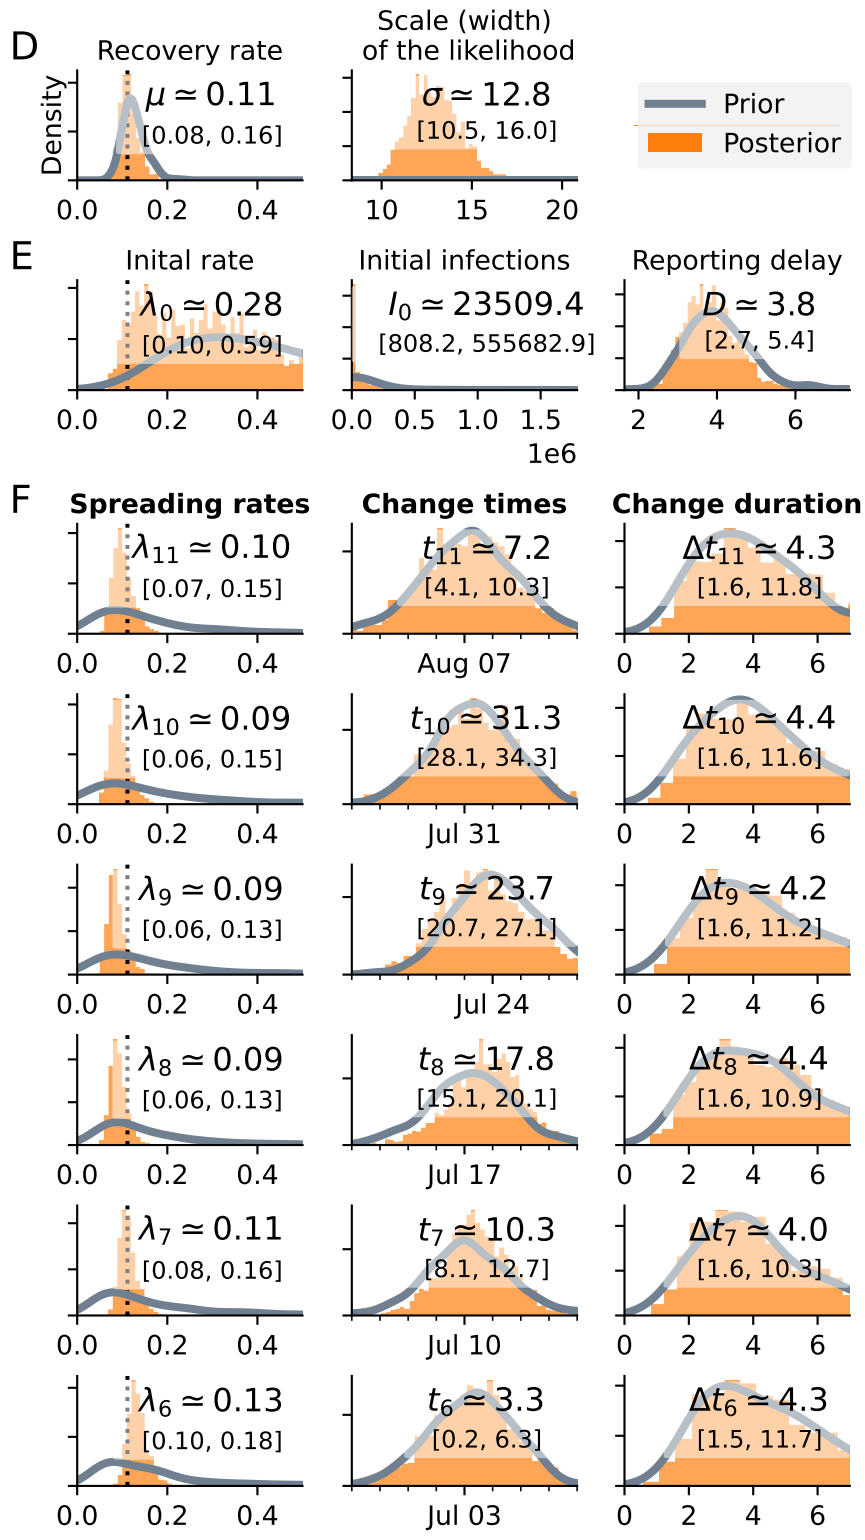 D
Recovery rate
Scale (width)
of the likelihood
Density
μ ≃ 0.11
[0.08, 0.16]
0.0 0.2 0.4
σ ≃ 12.8
[10.5, 16.0]
10 15 20
Prior
Posterior
E
Inital rate
λ0 ≃ 0.28
[0.10, 0.59]
0.0 0.2 0.4
Initial infections
I0 ≃ 23509.4
[808.2, 555682.9]
0.0 0.5 1.0 1.5
1e6
Reporting delay
D ≃ 3.8
[2.7, 5.4]
2 4 6
F
Spreading rates Change times Change duration
λ11 ≃ 0.10
[0.07, 0.15]
0.0 0.2 0.4
t11 ≃ 7.2
[4.1, 10.3]
Aug 07
Δt11 ≃ 4.3
[1.6, 11.8]
0 2 4 6
λ10 ≃ 0.09
[0.06, 0.15]
0.0 0.2 0.4
t10 ≃ 31.3
[28.1, 34.3]
Jul 31
Δt10 ≃ 4.4
[1.6, 11.6]
0 2 4 6
λ9 ≃ 0.09
[0.06, 0.13]
0.0 0.2 0.4
t9 ≃ 23.7
[20.7, 27.1]
Jul 24
Δt9 ≃ 4.2
[1.6, 11.2]
0 2 4 6
λ8 ≃ 0.09
[0.06, 0.13]
0.0 0.2 0.4
t8 ≃ 17.8
[15.1, 20.1]
Jul 17
Δt8 ≃ 4.4
[1.6, 10.9]
0 2 4 6
λ7 ≃ 0.11
[0.08, 0.16]
0.0 0.2 0.4
t7 ≃ 10.3
[8.1, 12.7]
Jul 10
Δt7 ≃ 4.0
[1.6, 10.3]
0 2 4 6
λ6 ≃ 0.13
[0.10, 0.18]
0.0 0.2 0.4
t6 ≃ 3.3
[0.2, 6.3]
Jul 03
Δt6 ≃ 4.3
[1.5, 11.7]
0 2 4 6